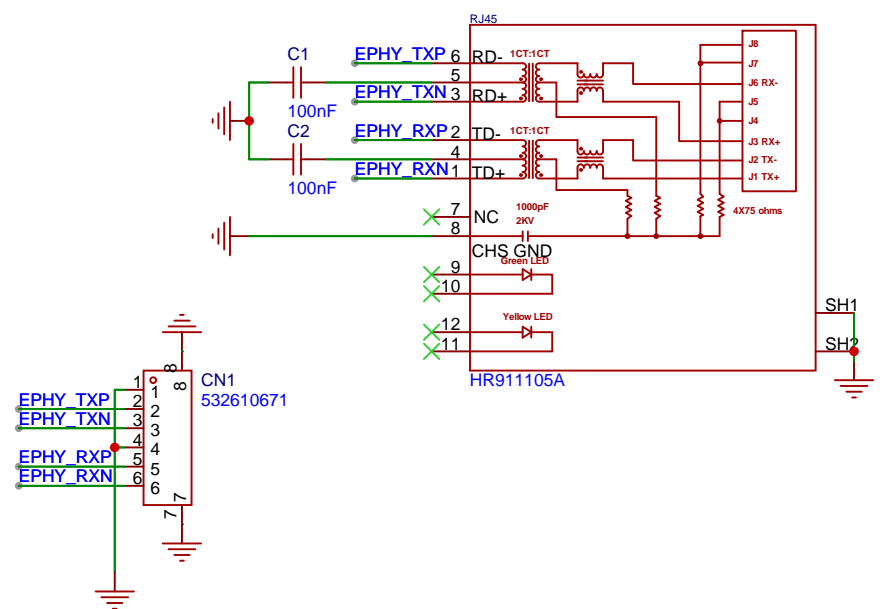 RJ45
C1
EPHY_TXP 6 RD- 1CT:1CT
5
100nF EPHY_TXN 3 RD+
C2
EPHY_RXP 2 TD- 1CT:1CT
4
100nF EPHY_RXN 1 TD+
J8
J7
J6 RX-
J5
J4
J3 RX+
J2 TX-
J1 TX+
7 NC
1000pF
2KV
4X75 ohms
8
CHS GND
Green LED
9
10
Yellow LED
12
11
SH1
SH2
HR911105A
8
8
CN1
532610671
1 1
EPHY_TXP 2 2
EPHY_TXN 3 3
4 4
EPHY_RXP 5 5
EPHY_RXN 6 6
7
7